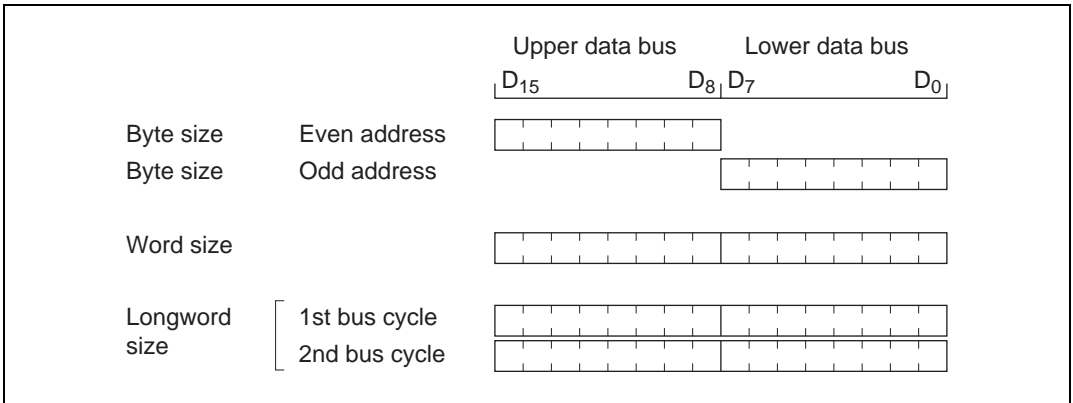 Upper data bus Lower data bus
D15 D8 D7 D0
Byte size Even address
Byte size Odd address
Word size
Longword size 1st bus cycle
2nd bus cycle